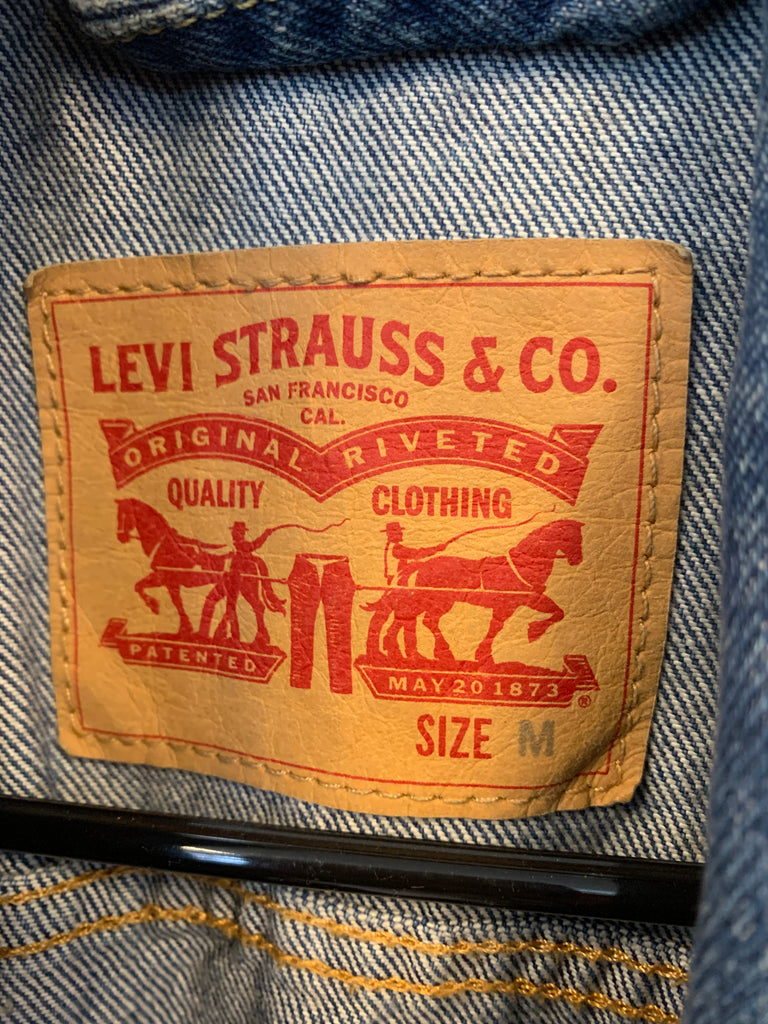 LEVI STRAUSS & CO.
SAN FRANCISCO
CAL.
ORIGINAL RIVETED
QUALITY CLOTHING
PATENTED
MAY 20 1873
®
SIZE M